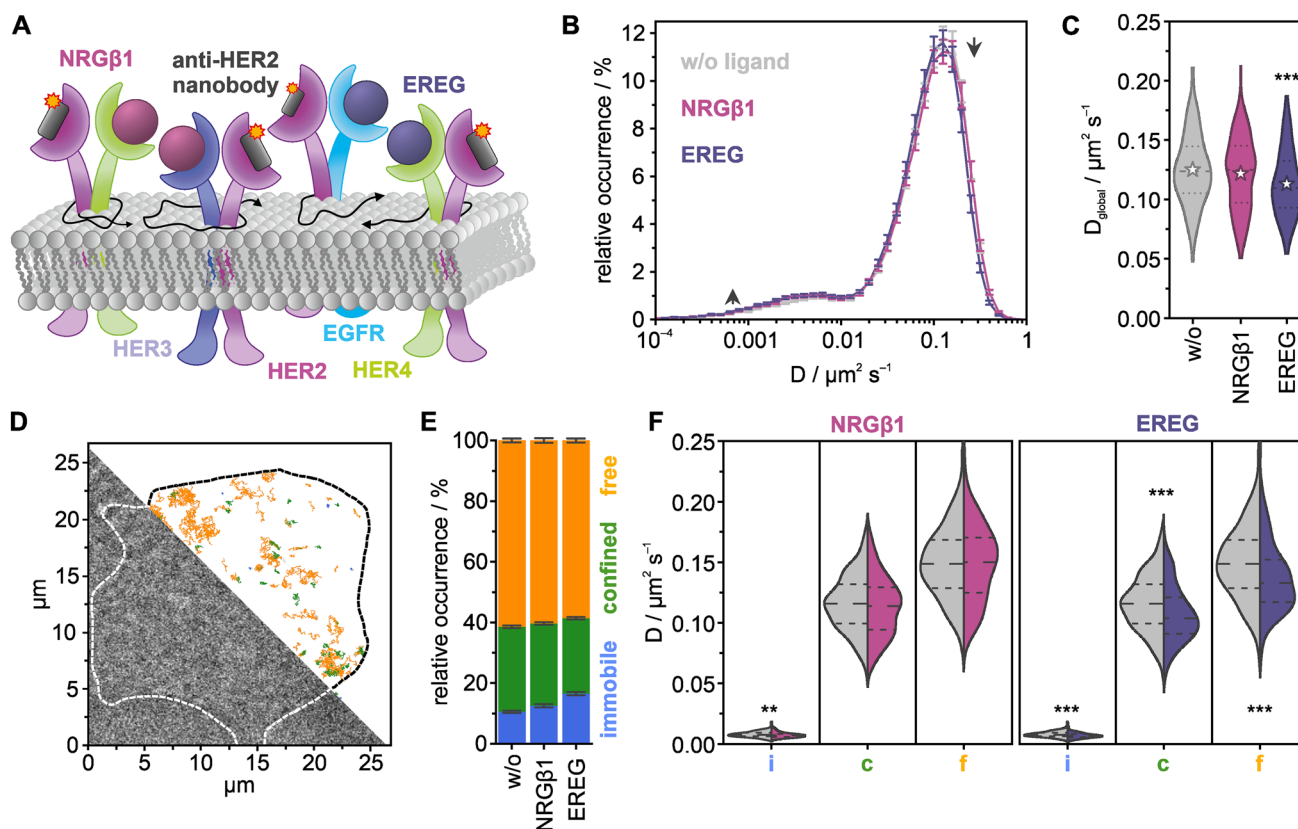 A
NRGβ1
anti-HER2
nanobody
EREG
HER3
HER2
EGFR
HER4
B
12
10
8
6
4
2
0
relative occurrence / %
w/o ligand
NRGβ1
EREG
10⁻⁴
0.001
0.01
0.1
1
D / µm² s⁻¹
C
0.25
0.20
0.15
0.10
0.05
0.00
D_global / µm² s⁻¹
***
w/o
NRGβ1
EREG
D
25
20
15
10
5
0
µm
0 5 10 15 20 25
µm
E
100
80
60
40
20
0
relative occurrence / %
free
confined
immobile
w/o
NRGβ1
EREG
F
NRGβ1
EREG
0.25
0.20
0.15
0.10
0.05
0.00
D / µm² s⁻¹
**
***
***
***
i c f
i c f